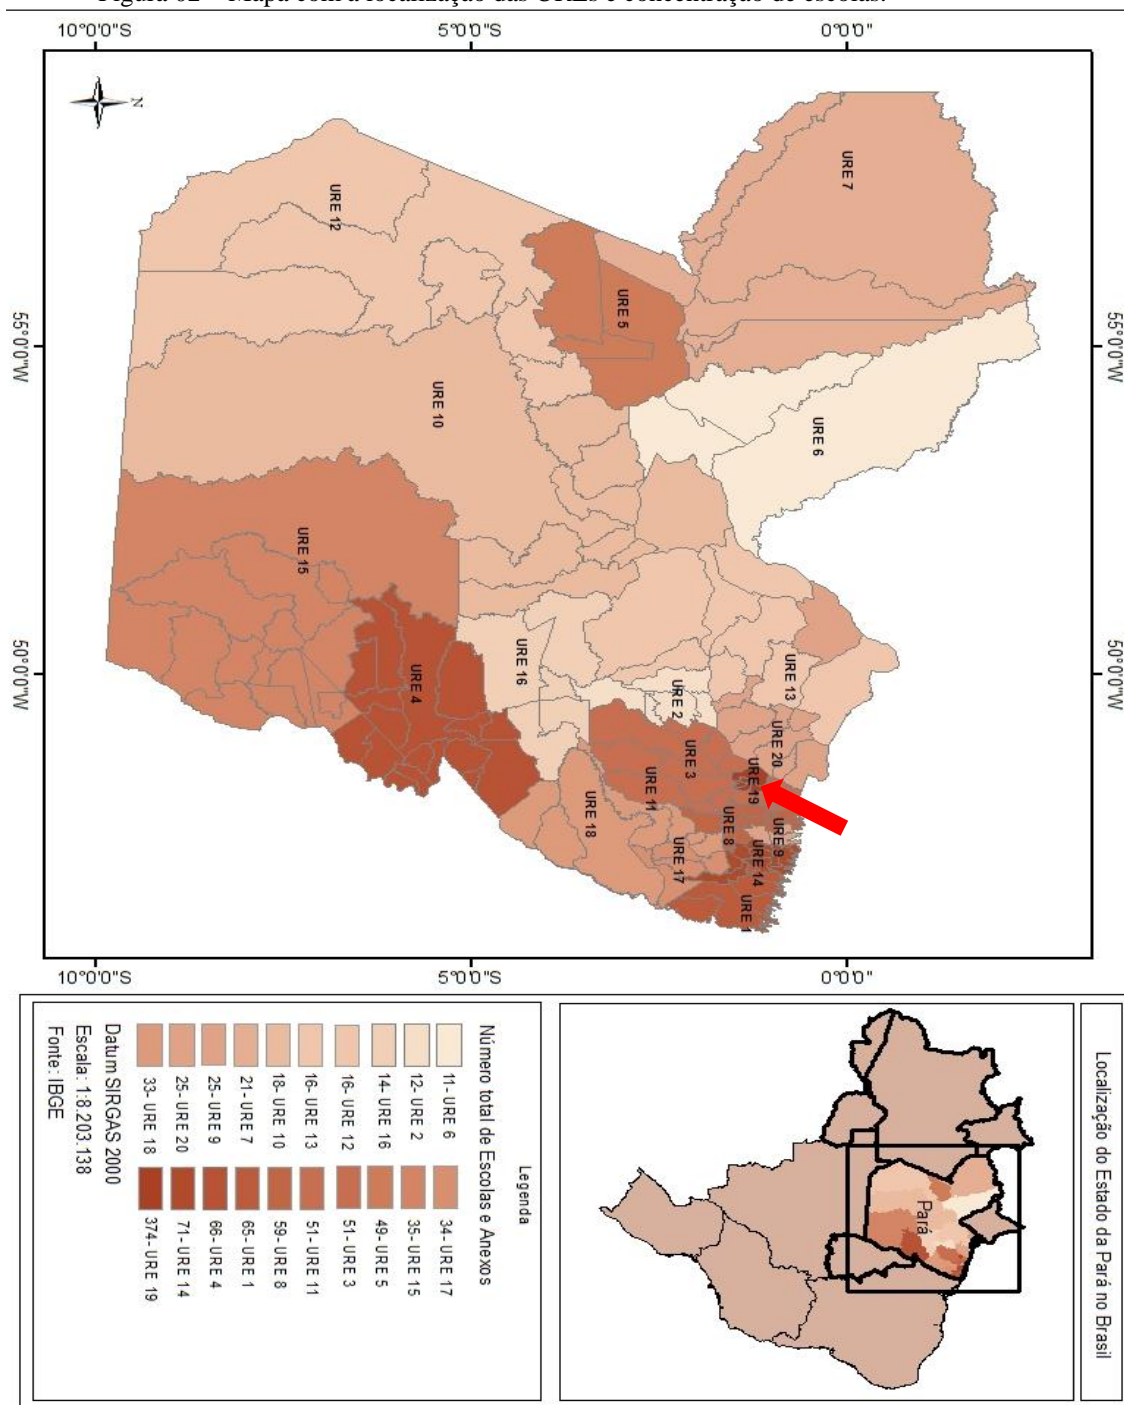 Figura 02 – Mapa com a localização das UREs e concentração de escolas.
10°0'0"S
5°0'0"S
0°0'0"
N
55°0'0"W
55°0'0"W
50°0'0"W
50°0'0"W
URE 7
URE 12
URE 5
URE 10
URE 6
URE 15
URE 16
URE 4
URE 13
URE 2
URE 20
URE 3
URE 19
URE 11
URE 18
URE 8
URE 9
URE 17
URE 14
URE 1
10°0'0"S
5°0'0"S
0°0'0"
Localização do Estado da Pará no Brasil
Pará
Legenda
Número total de Escolas e Anexos
11- URE 6
12- URE 2
14- URE 16
16- URE 12
16- URE 13
18- URE 10
21- URE 7
25- URE 9
25- URE 20
33- URE 18
34- URE 17
35- URE 15
49- URE 5
51- URE 3
51- URE 11
59- URE 8
65- URE 1
66- URE 4
71- URE 14
374- URE 19
Datum SIRGAS 2000
Escala: 1:8.203.138
Fonte: IBGE